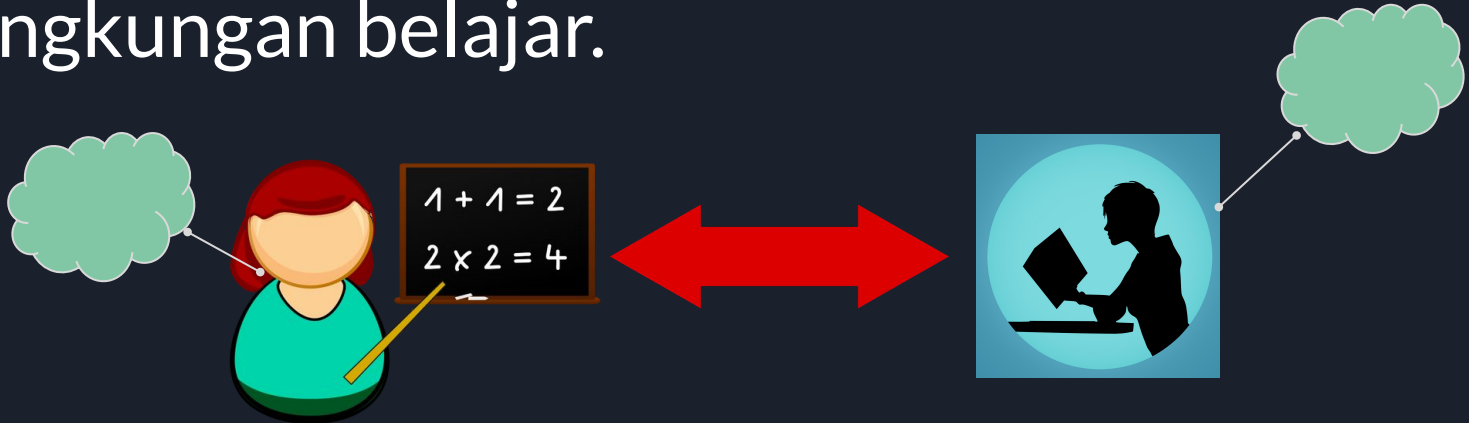 ngkungan belajar.
1 + 1 = 2
2 x 2 = 4